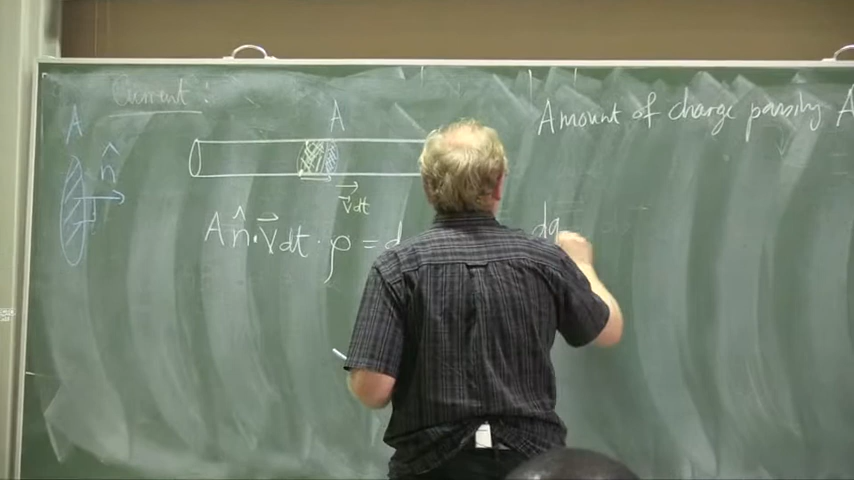 Current :
A
Amount of charge passing A
A
n̂
v⃗dt
A n̂·v⃗dt·ρ = d
dq